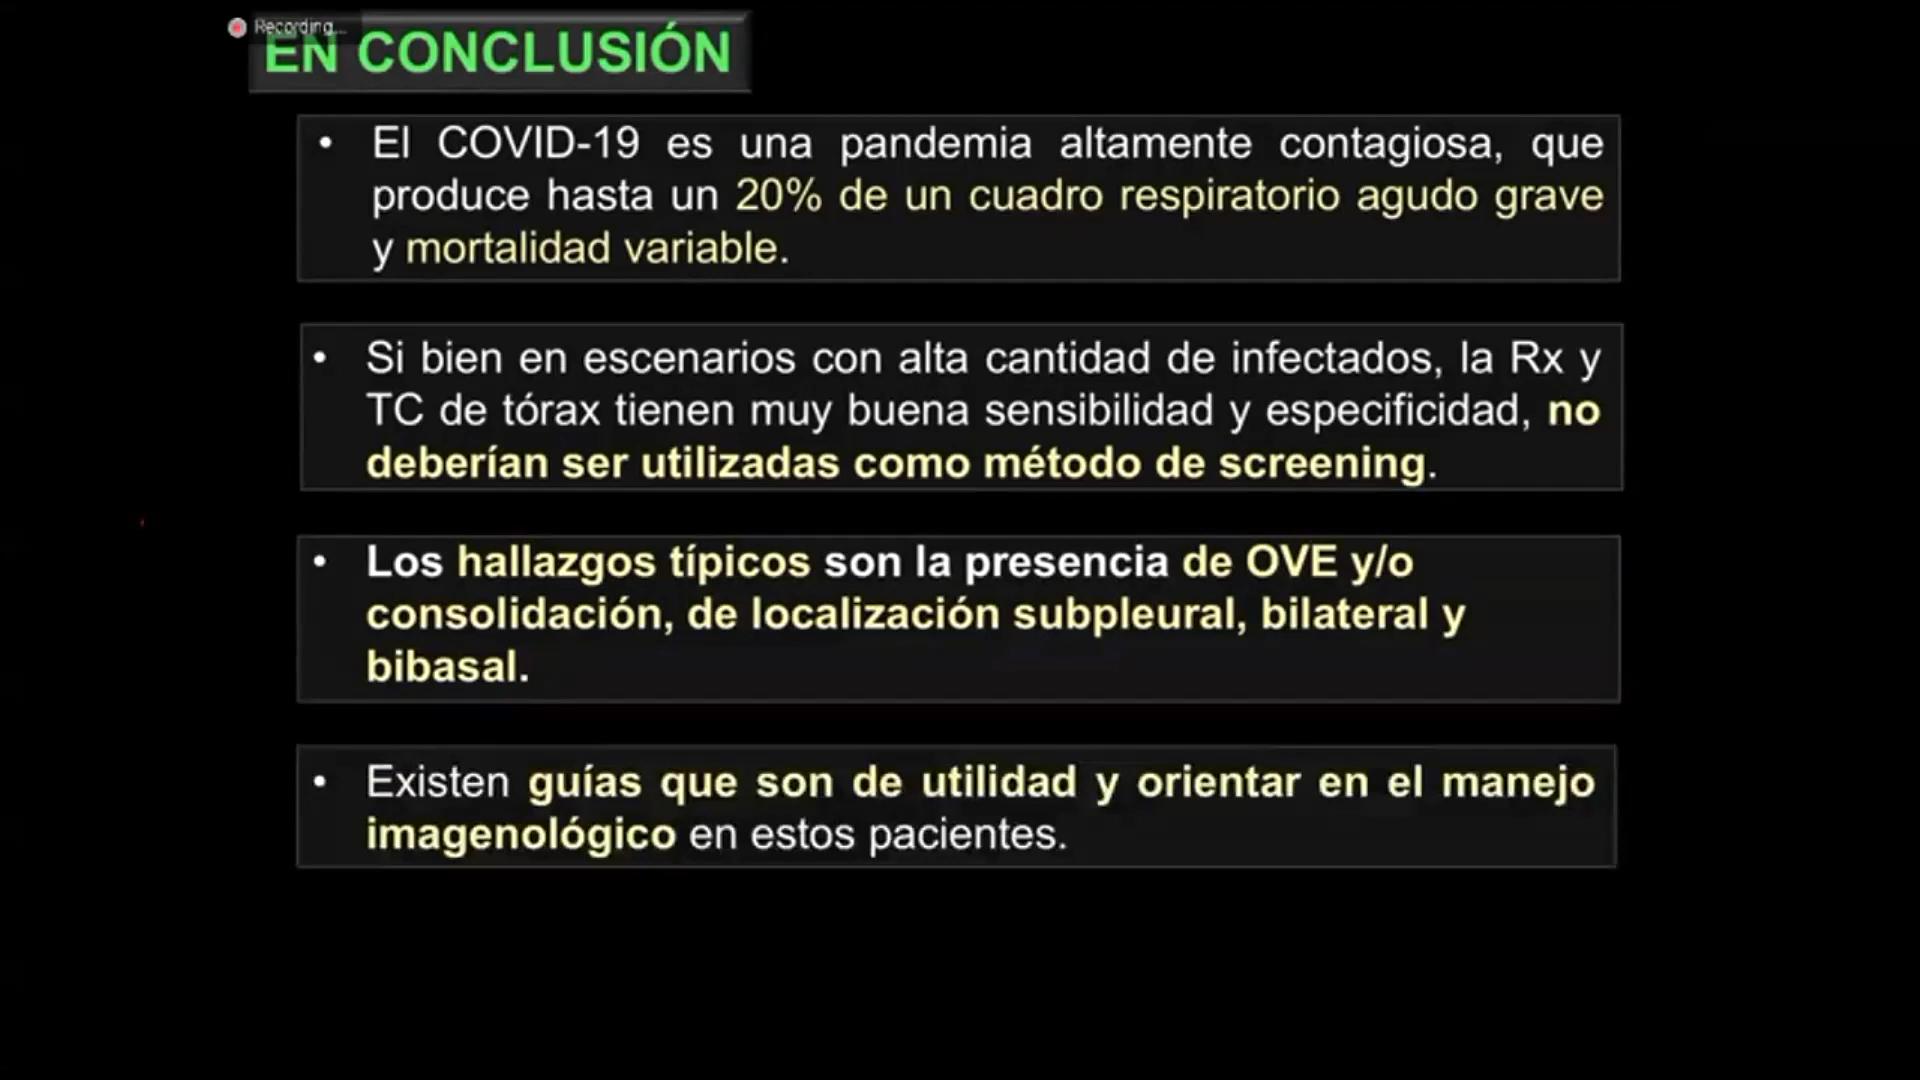 Recording...
EN CONCLUSIÓN
• El COVID-19 es una pandemia altamente contagiosa, que
produce hasta un 20% de un cuadro respiratorio agudo grave
y mortalidad variable.
• Si bien en escenarios con alta cantidad de infectados, la Rx y
TC de tórax tienen muy buena sensibilidad y especificidad, no
deberían ser utilizadas como método de screening.
• Los hallazgos típicos son la presencia de OVE y/o
consolidación, de localización subpleural, bilateral y
bibasal.
• Existen guías que son de utilidad y orientar en el manejo
imagenológico en estos pacientes.